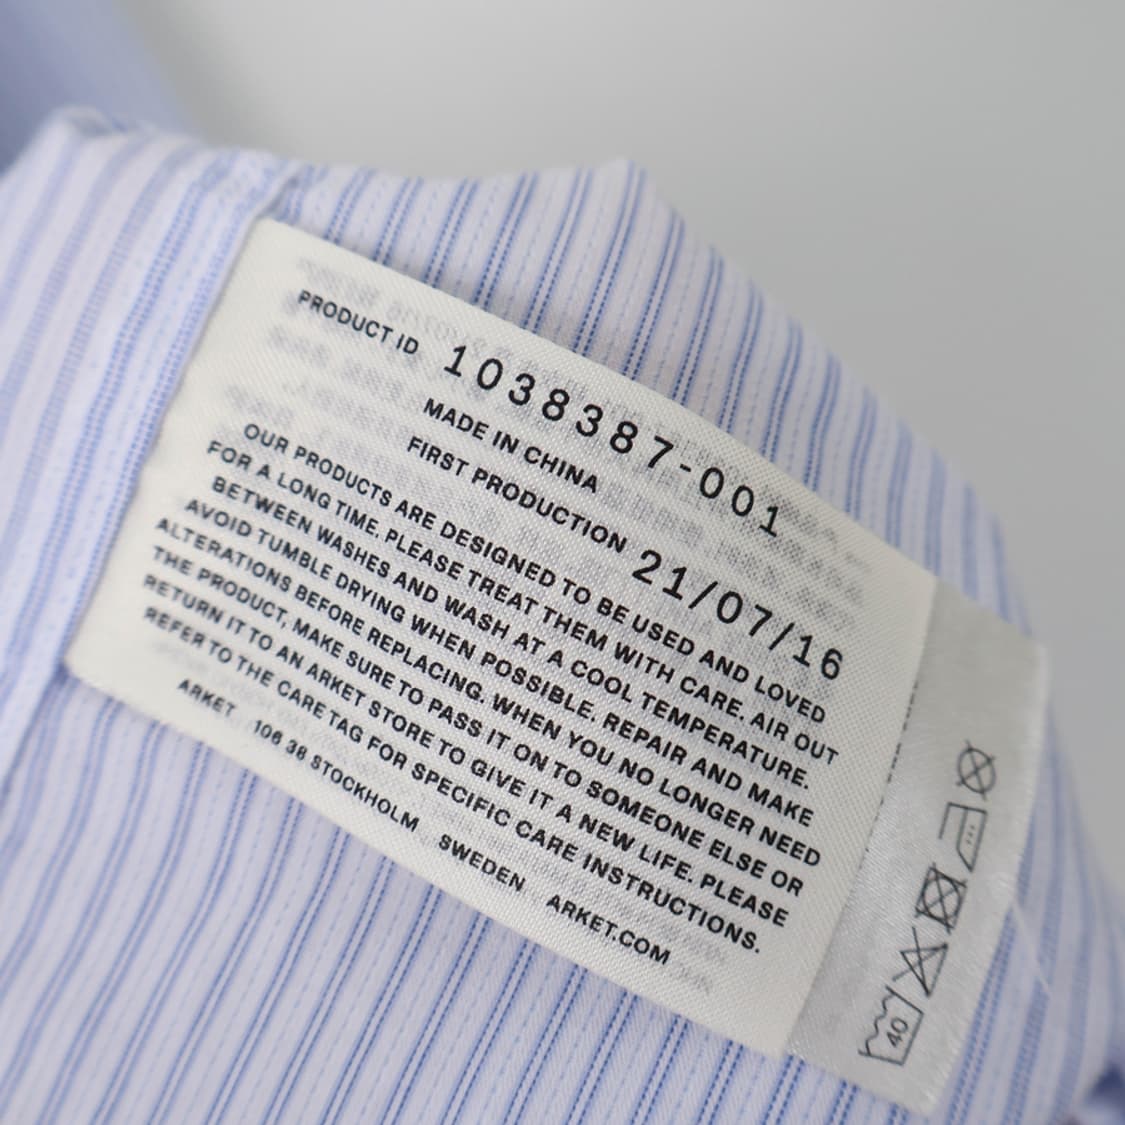 PRODUCT ID 1038387-001
MADE IN CHINA
FIRST PRODUCTION 21/07/16
OUR PRODUCTS ARE DESIGNED TO BE USED AND LOVED
FOR A LONG TIME. PLEASE TREAT THEM WITH CARE. AIR OUT
BETWEEN WASHES AND WASH AT A COOL TEMPERATURE.
AVOID TUMBLE DRYING WHEN POSSIBLE. REPAIR AND MAKE
ALTERATIONS BEFORE REPLACING. WHEN YOU NO LONGER NEED
THE PRODUCT, MAKE SURE TO PASS IT ON TO SOMEONE ELSE OR
RETURN IT TO AN ARKET STORE TO GIVE IT A NEW LIFE. PLEASE
REFER TO THE CARE TAG FOR SPECIFIC CARE INSTRUCTIONS.
ARKET 106 38 STOCKHOLM SWEDEN ARKET.COM
40